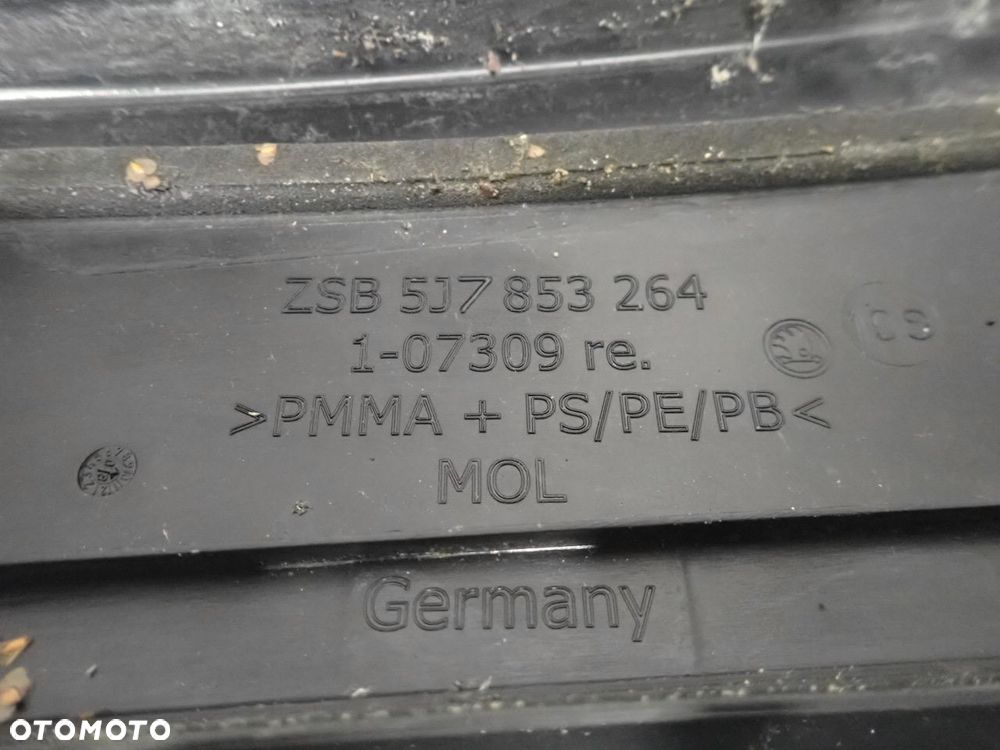 ZSB 5J7 853 264
1-07309 re.
>PMMA + PS/PE/PB<
MOL
Germany
OTOMOTO